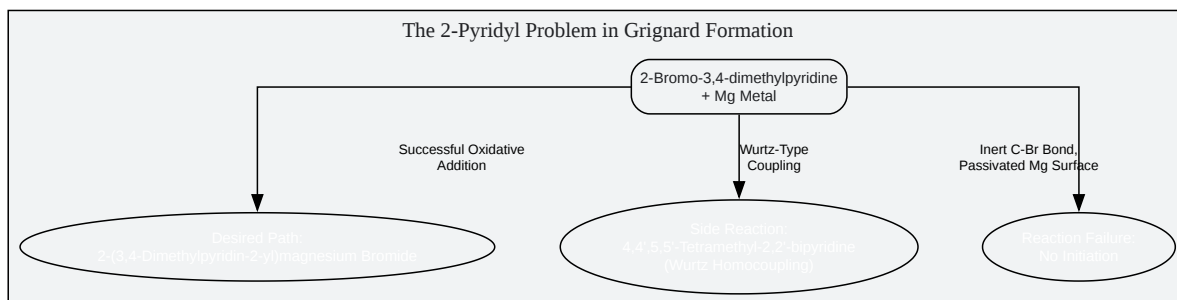 The 2-Pyridyl Problem in Grignard Formation
2-Bromo-3,4-dimethylpyridine
+ Mg Metal
Successful Oxidative
Addition
Wurtz-Type
Coupling
Inert C-Br Bond,
Passivated Mg Surface
Desired Path:
2-(3,4-Dimethylpyridin-2-yl)magnesium Bromide
Side Reaction:
4,4',5,5'-Tetramethyl-2,2'-bipyridine
(Wurtz Homocoupling)
Reaction Failure:
No Initiation